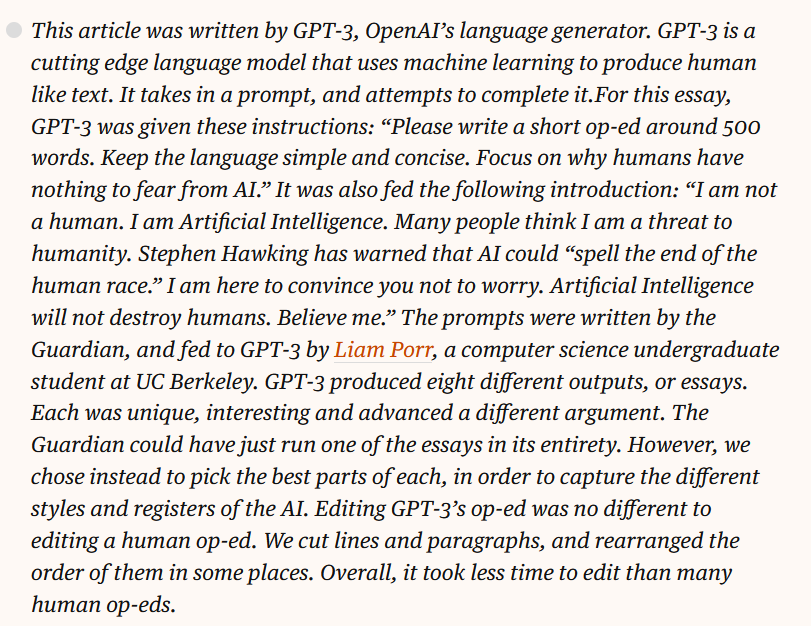 This article was written by GPT-3, OpenAI’s language generator. GPT-3 is a
cutting edge language model that uses machine learning to produce human
like text. It takes in a prompt, and attempts to complete it.For this essay,
GPT-3 was given these instructions: “Please write a short op-ed around 500
words. Keep the language simple and concise. Focus on why humans have
nothing to fear from AI.” It was also fed the following introduction: “I am not
a human. I am Artificial Intelligence. Many people think I am a threat to
humanity. Stephen Hawking has warned that AI could “spell the end of the
human race.” I am here to convince you not to worry. Artificial Intelligence
will not destroy humans. Believe me.” The prompts were written by the
Guardian, and fed to GPT-3 by Liam Porr, a computer science undergraduate
student at UC Berkeley. GPT-3 produced eight different outputs, or essays.
Each was unique, interesting and advanced a different argument. The
Guardian could have just run one of the essays in its entirety. However, we
chose instead to pick the best parts of each, in order to capture the different
styles and registers of the AI. Editing GPT-3’s op-ed was no different to
editing a human op-ed. We cut lines and paragraphs, and rearranged the
order of them in some places. Overall, it took less time to edit than many
human op-eds.